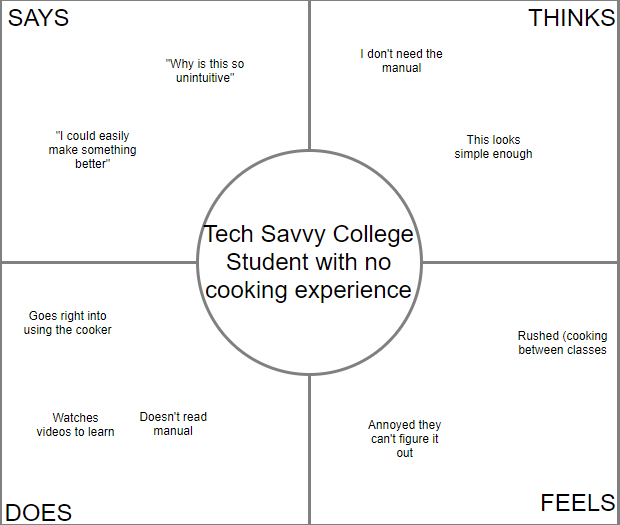 SAYS
"Why is this so
unintuitive"
"I could easily
make something
better"
THINKS
I don't need the
manual
This looks
simple enough
Tech Savvy College
Student with no
cooking experience
Goes right into
using the cooker
Watches
videos to learn
Doesn't read
manual
DOES
Rushed (cooking
between classes
Annoyed they
can't figure it
out
FEELS